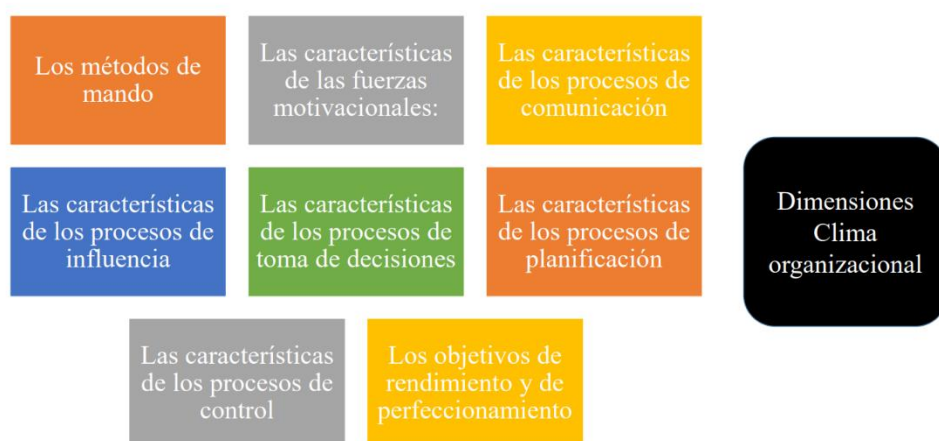 Los métodos de
mando
Las características
de las fuerzas
motivacionales:
Las características
de los procesos de
comunicación
Las características
de los procesos de
influencia
Las características
de los procesos de
toma de decisiones
Las características
de los procesos de
planificación
Dimensiones
Clima
organizacional
Las características
de los procesos de
control
Los objetivos de
rendimiento y de
perfeccionamiento